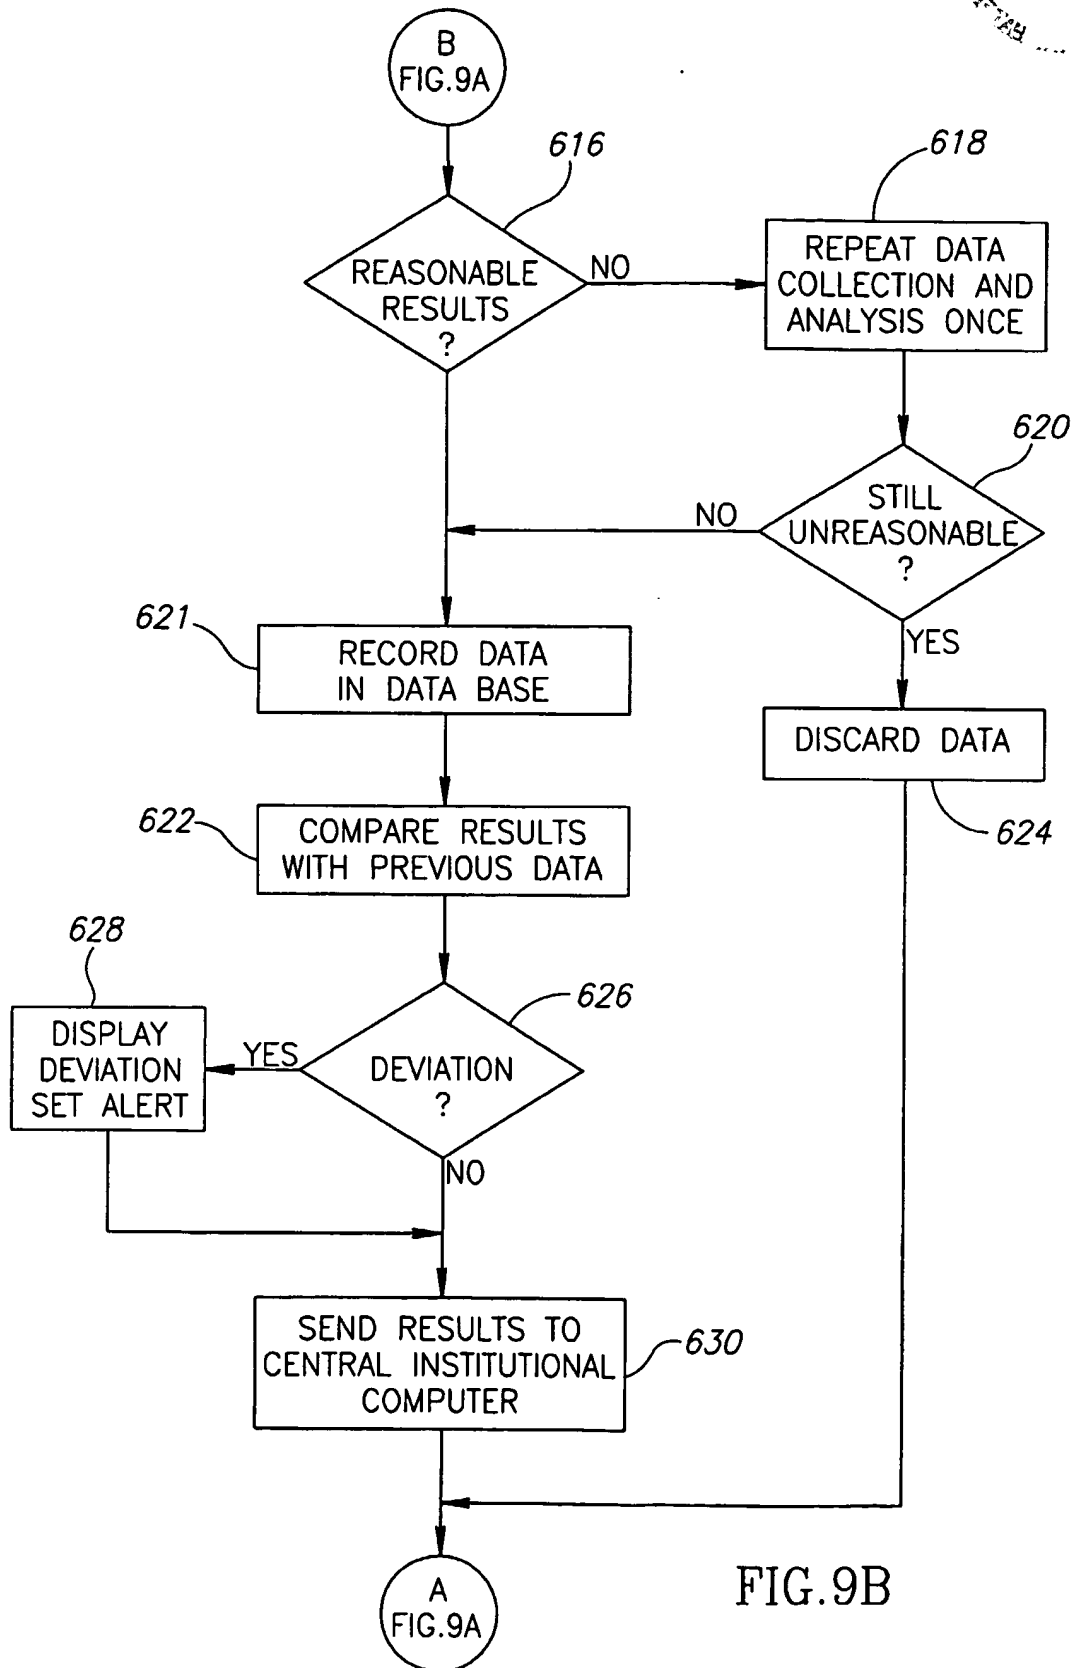 B
FIG.9A
616
618
REASONABLE
RESULTS
?
NO
REPEAT DATA
COLLECTION AND
ANALYSIS ONCE
620
STILL
UNREASONABLE
?
NO
YES
621
RECORD DATA
IN DATA BASE
DISCARD DATA
624
622
COMPARE RESULTS
WITH PREVIOUS DATA
628
626
DISPLAY
DEVIATION
SET ALERT
YES
DEVIATION
?
NO
SEND RESULTS TO
CENTRAL INSTITUTIONAL
COMPUTER
630
A
FIG.9A
FIG.9B